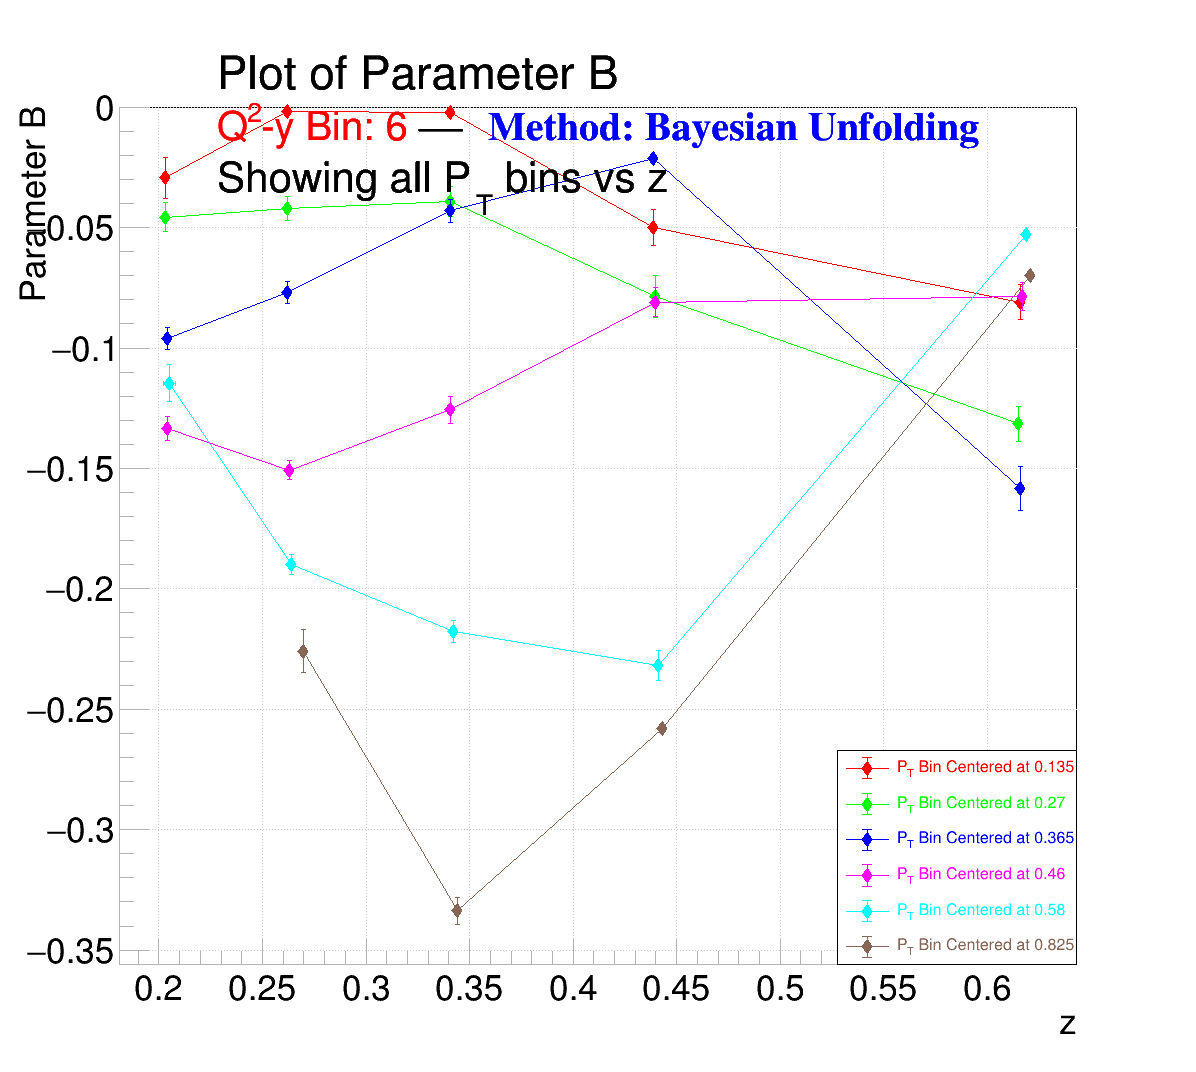 Plot of Parameter B
Q²-y Bin: 6 — Method: Bayesian Unfolding
Showing all P_T bins vs z
Parameter B
0
−0.05
−0.1
−0.15
−0.2
−0.25
−0.3
−0.35
0.2 0.25 0.3 0.35 0.4 0.45 0.5 0.55 0.6
z
P_T Bin Centered at 0.135
P_T Bin Centered at 0.27
P_T Bin Centered at 0.365
P_T Bin Centered at 0.46
P_T Bin Centered at 0.58
P_T Bin Centered at 0.825